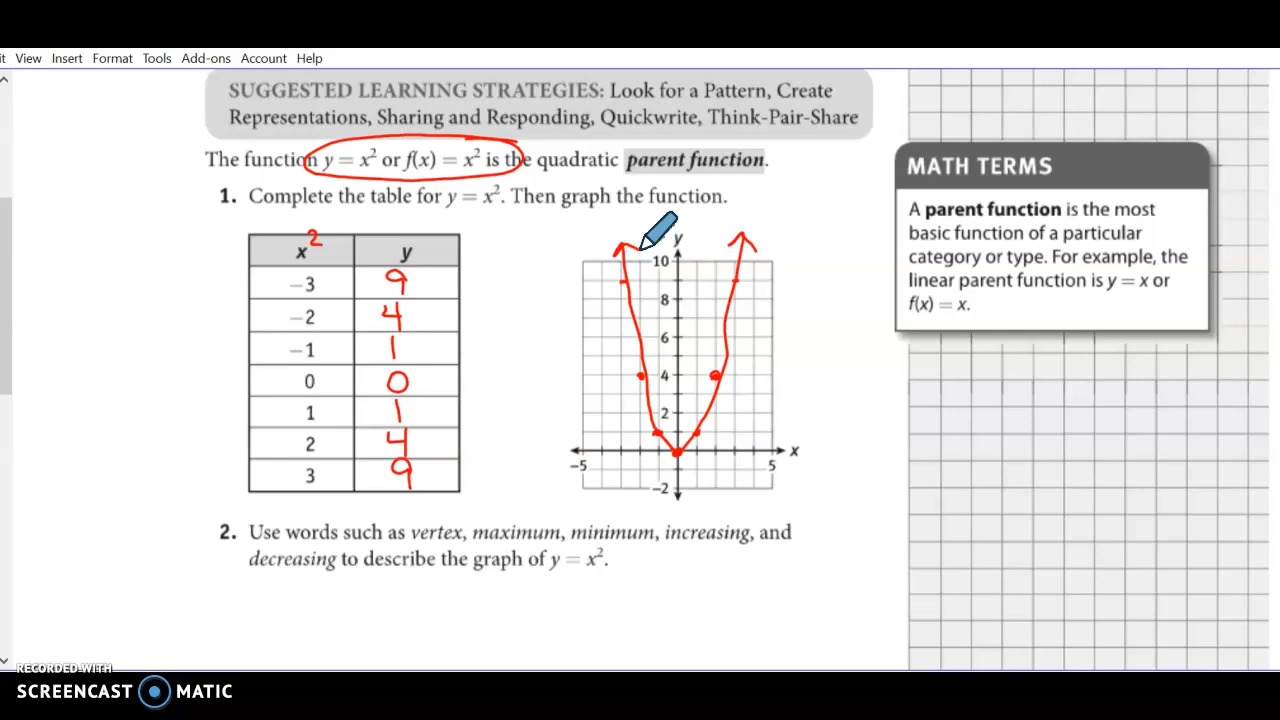 it View Insert Format Tools Add-ons Account Help
SUGGESTED LEARNING STRATEGIES: Look for a Pattern, Create
Representations, Sharing and Responding, Quickwrite, Think-Pair-Share
The function y = x² or f(x) = x² is the quadratic parent function.
1. Complete the table for y = x². Then graph the function.
x² y
−3 9
−2 4
−1 1
0 0
1 1
2 4
3 9
y
10
8
6
4
2
−5 5 x
−2
2. Use words such as vertex, maximum, minimum, increasing, and
decreasing to describe the graph of y = x².
MATH TERMS
A parent function is the most
basic function of a particular
category or type. For example, the
linear parent function is y = x or
f(x) = x.
RECORDED WITH
SCREENCAST MATIC